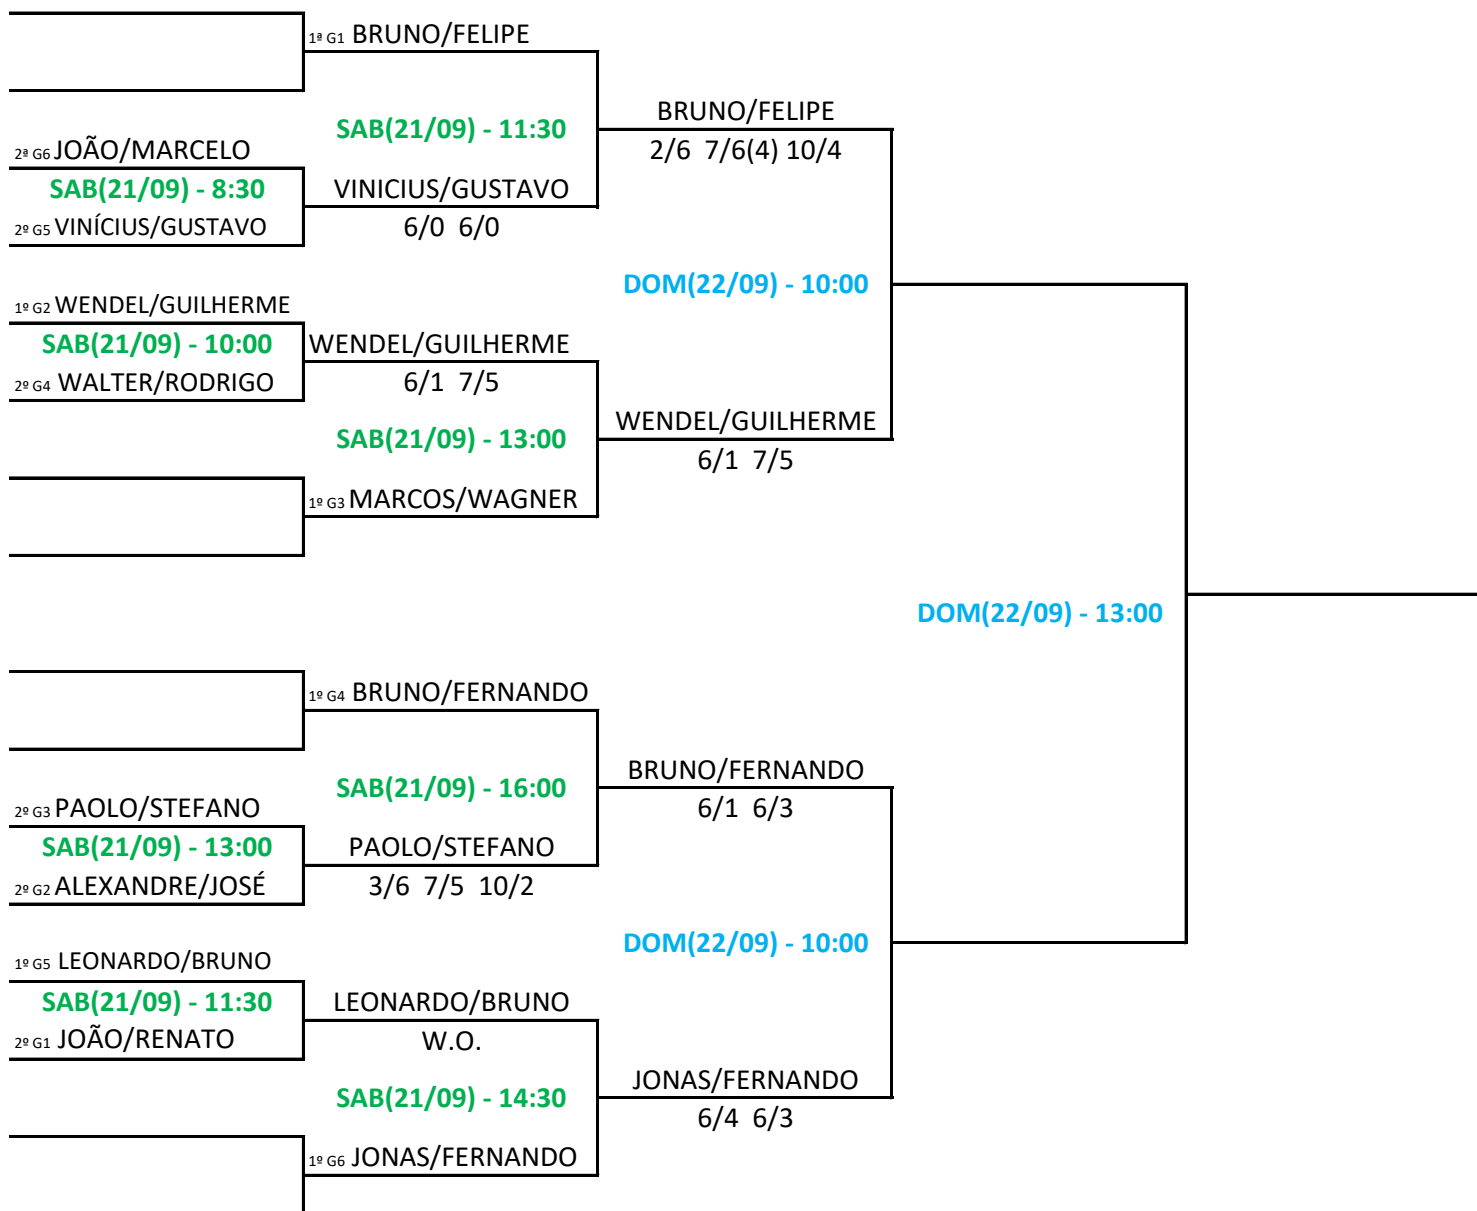 1ª G1 BRUNO/FELIPE
BRUNO/FELIPE
SAB(21/09) - 11:30
2/6 7/6(4) 10/4
2ª G6 JOÃO/MARCELO
SAB(21/09) - 8:30
VINICIUS/GUSTAVO
2º G5 VINÍCIUS/GUSTAVO
6/0 6/0
DOM(22/09) - 10:00
1º G2 WENDEL/GUILHERME
SAB(21/09) - 10:00
WENDEL/GUILHERME
2º G4 WALTER/RODRIGO
6/1 7/5
WENDEL/GUILHERME
SAB(21/09) - 13:00
6/1 7/5
1º G3 MARCOS/WAGNER
DOM(22/09) - 13:00
1º G4 BRUNO/FERNANDO
BRUNO/FERNANDO
SAB(21/09) - 16:00
6/1 6/3
2º G3 PAOLO/STEFANO
SAB(21/09) - 13:00
PAOLO/STEFANO
2º G2 ALEXANDRE/JOSÉ
3/6 7/5 10/2
DOM(22/09) - 10:00
1º G5 LEONARDO/BRUNO
SAB(21/09) - 11:30
LEONARDO/BRUNO
2º G1 JOÃO/RENATO
W.O.
JONAS/FERNANDO
SAB(21/09) - 14:30
6/4 6/3
1º G6 JONAS/FERNANDO